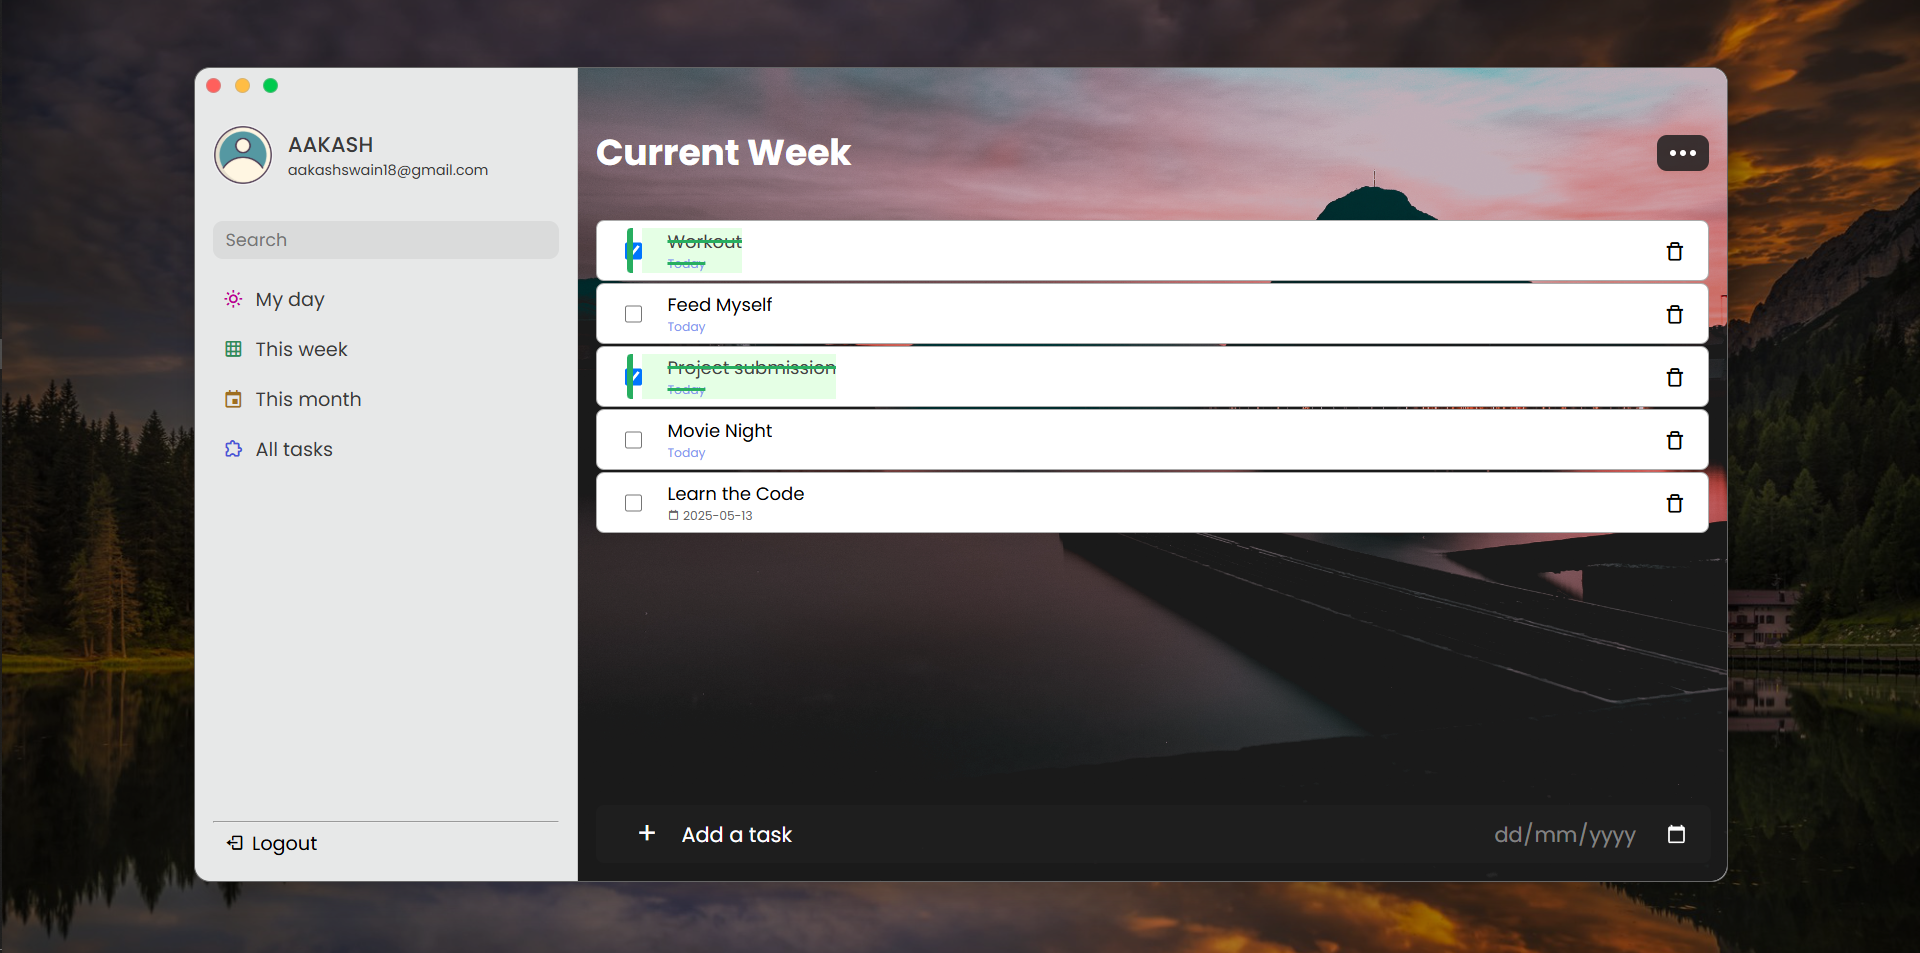 AAKASH
aakashswain18@gmail.com
Search
My day
This week
This month
All tasks
Logout
Current Week
Workout
Today
Feed Myself
Today
Project submission
Today
Movie Night
Today
Learn the Code
2025-05-13
Add a task
dd/mm/yyyy